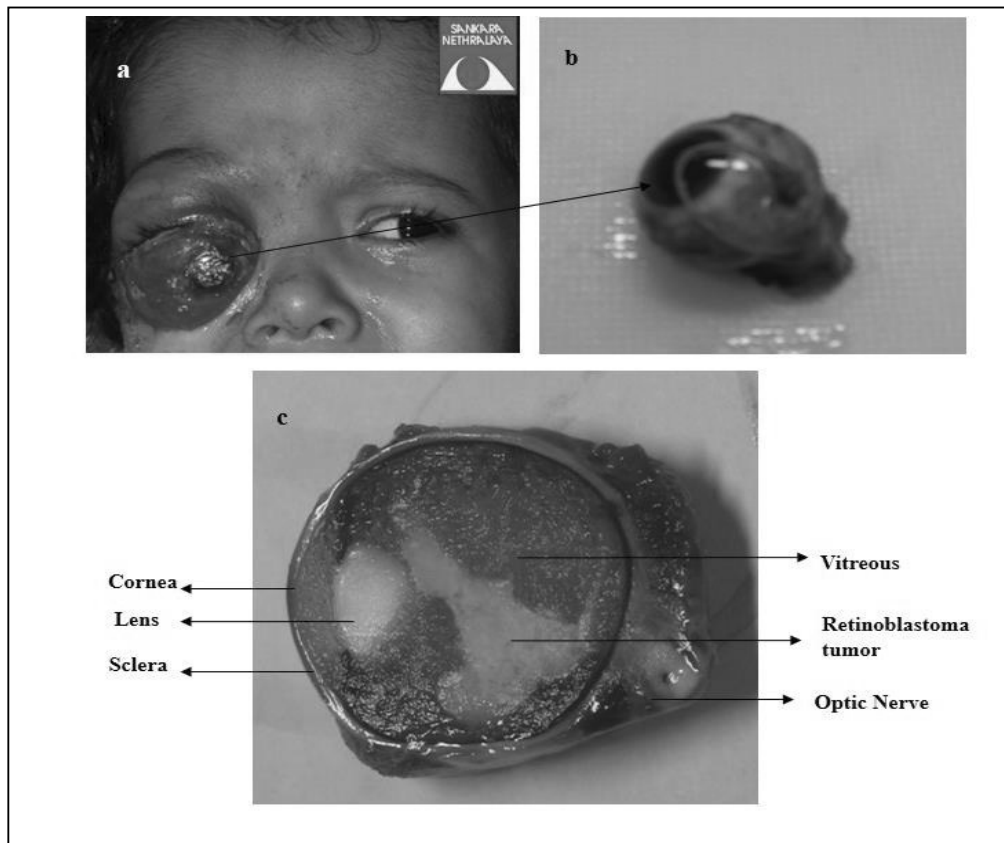 a
SANKARA
NETHRALAYA
b
c
Cornea
Lens
Sclera
Vitreous
Retinoblastoma
tumor
Optic Nerve